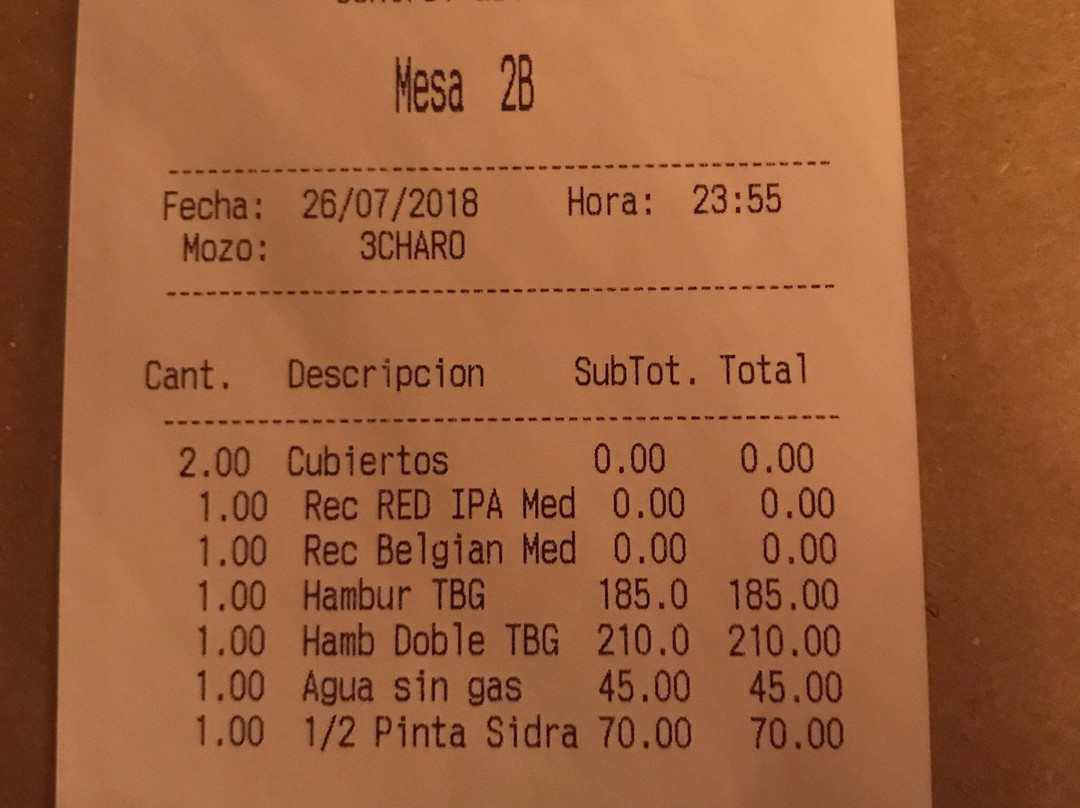 Mesa 2B
Fecha: 26/07/2018 Hora: 23:55
Mozo: 3CHARO
Cant. Descripcion SubTot. Total
2.00 Cubiertos 0.00 0.00
1.00 Rec RED IPA Med 0.00 0.00
1.00 Rec Belgian Med 0.00 0.00
1.00 Hambur TBG 185.0 185.00
1.00 Hamb Doble TBG 210.0 210.00
1.00 Agua sin gas 45.00 45.00
1.00 1/2 Pinta Sidra 70.00 70.00